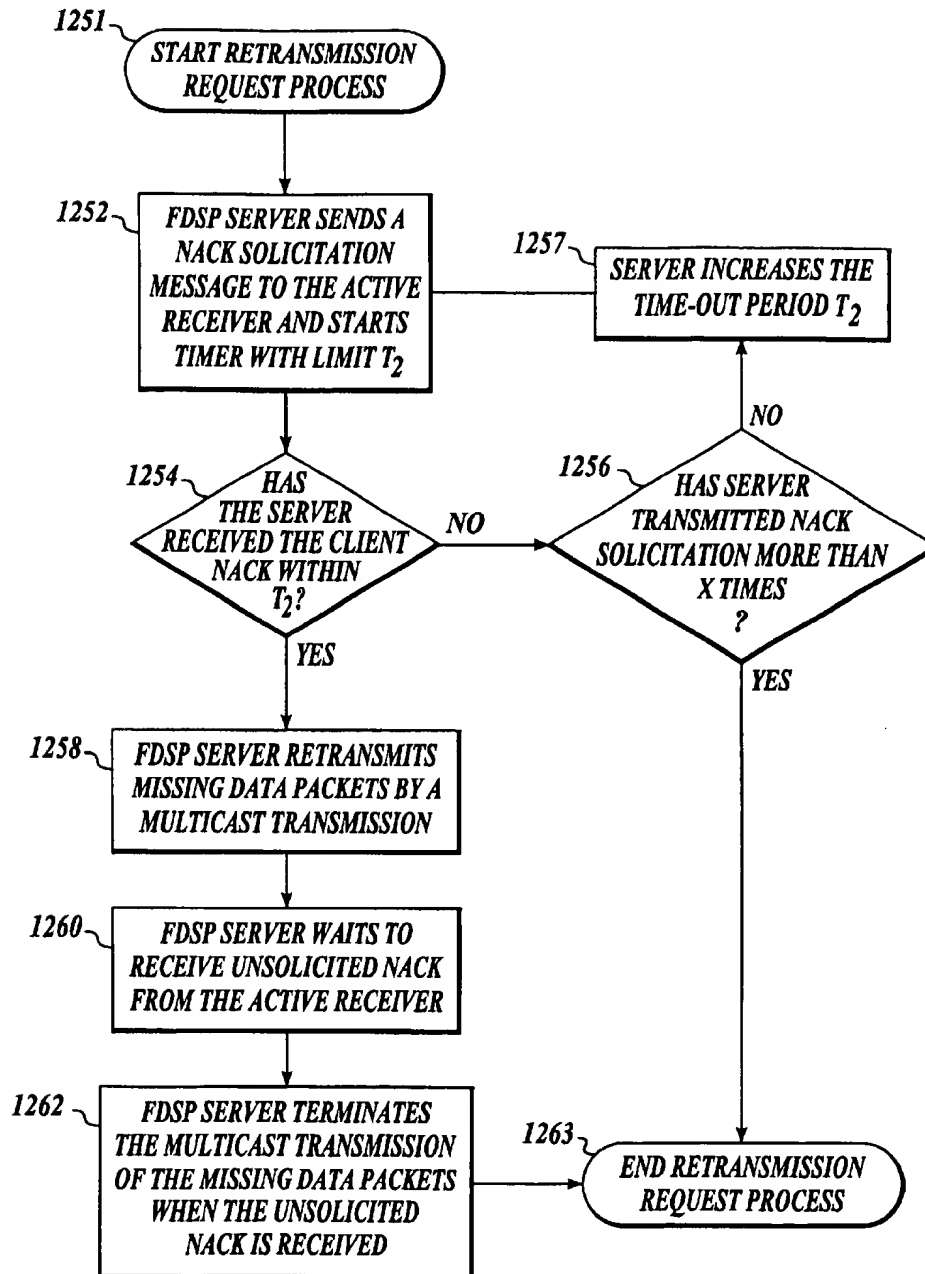 1251
START RETRANSMISSION
REQUEST PROCESS
1252
FDSP SERVER SENDS A
NACK SOLICITATION
MESSAGE TO THE ACTIVE
RECEIVER AND STARTS
TIMER WITH LIMIT T2
1257
SERVER INCREASES THE
TIME-OUT PERIOD T2
NO
1254
HAS
THE SERVER
RECEIVED THE CLIENT
NACK WITHIN
T2?
NO
1256
HAS SERVER
TRANSMITTED NACK
SOLICITATION MORE THAN
X TIMES
?
YES
YES
1258
FDSP SERVER RETRANSMITS
MISSING DATA PACKETS BY A
MULTICAST TRANSMISSION
1260
FDSP SERVER WAITS TO
RECEIVE UNSOLICITED NACK
FROM THE ACTIVE RECEIVER
1262
FDSP SERVER TERMINATES
THE MULTICAST TRANSMISSION
OF THE MISSING DATA PACKETS
WHEN THE UNSOLICITED
NACK IS RECEIVED
1263
END RETRANSMISSION
REQUEST PROCESS